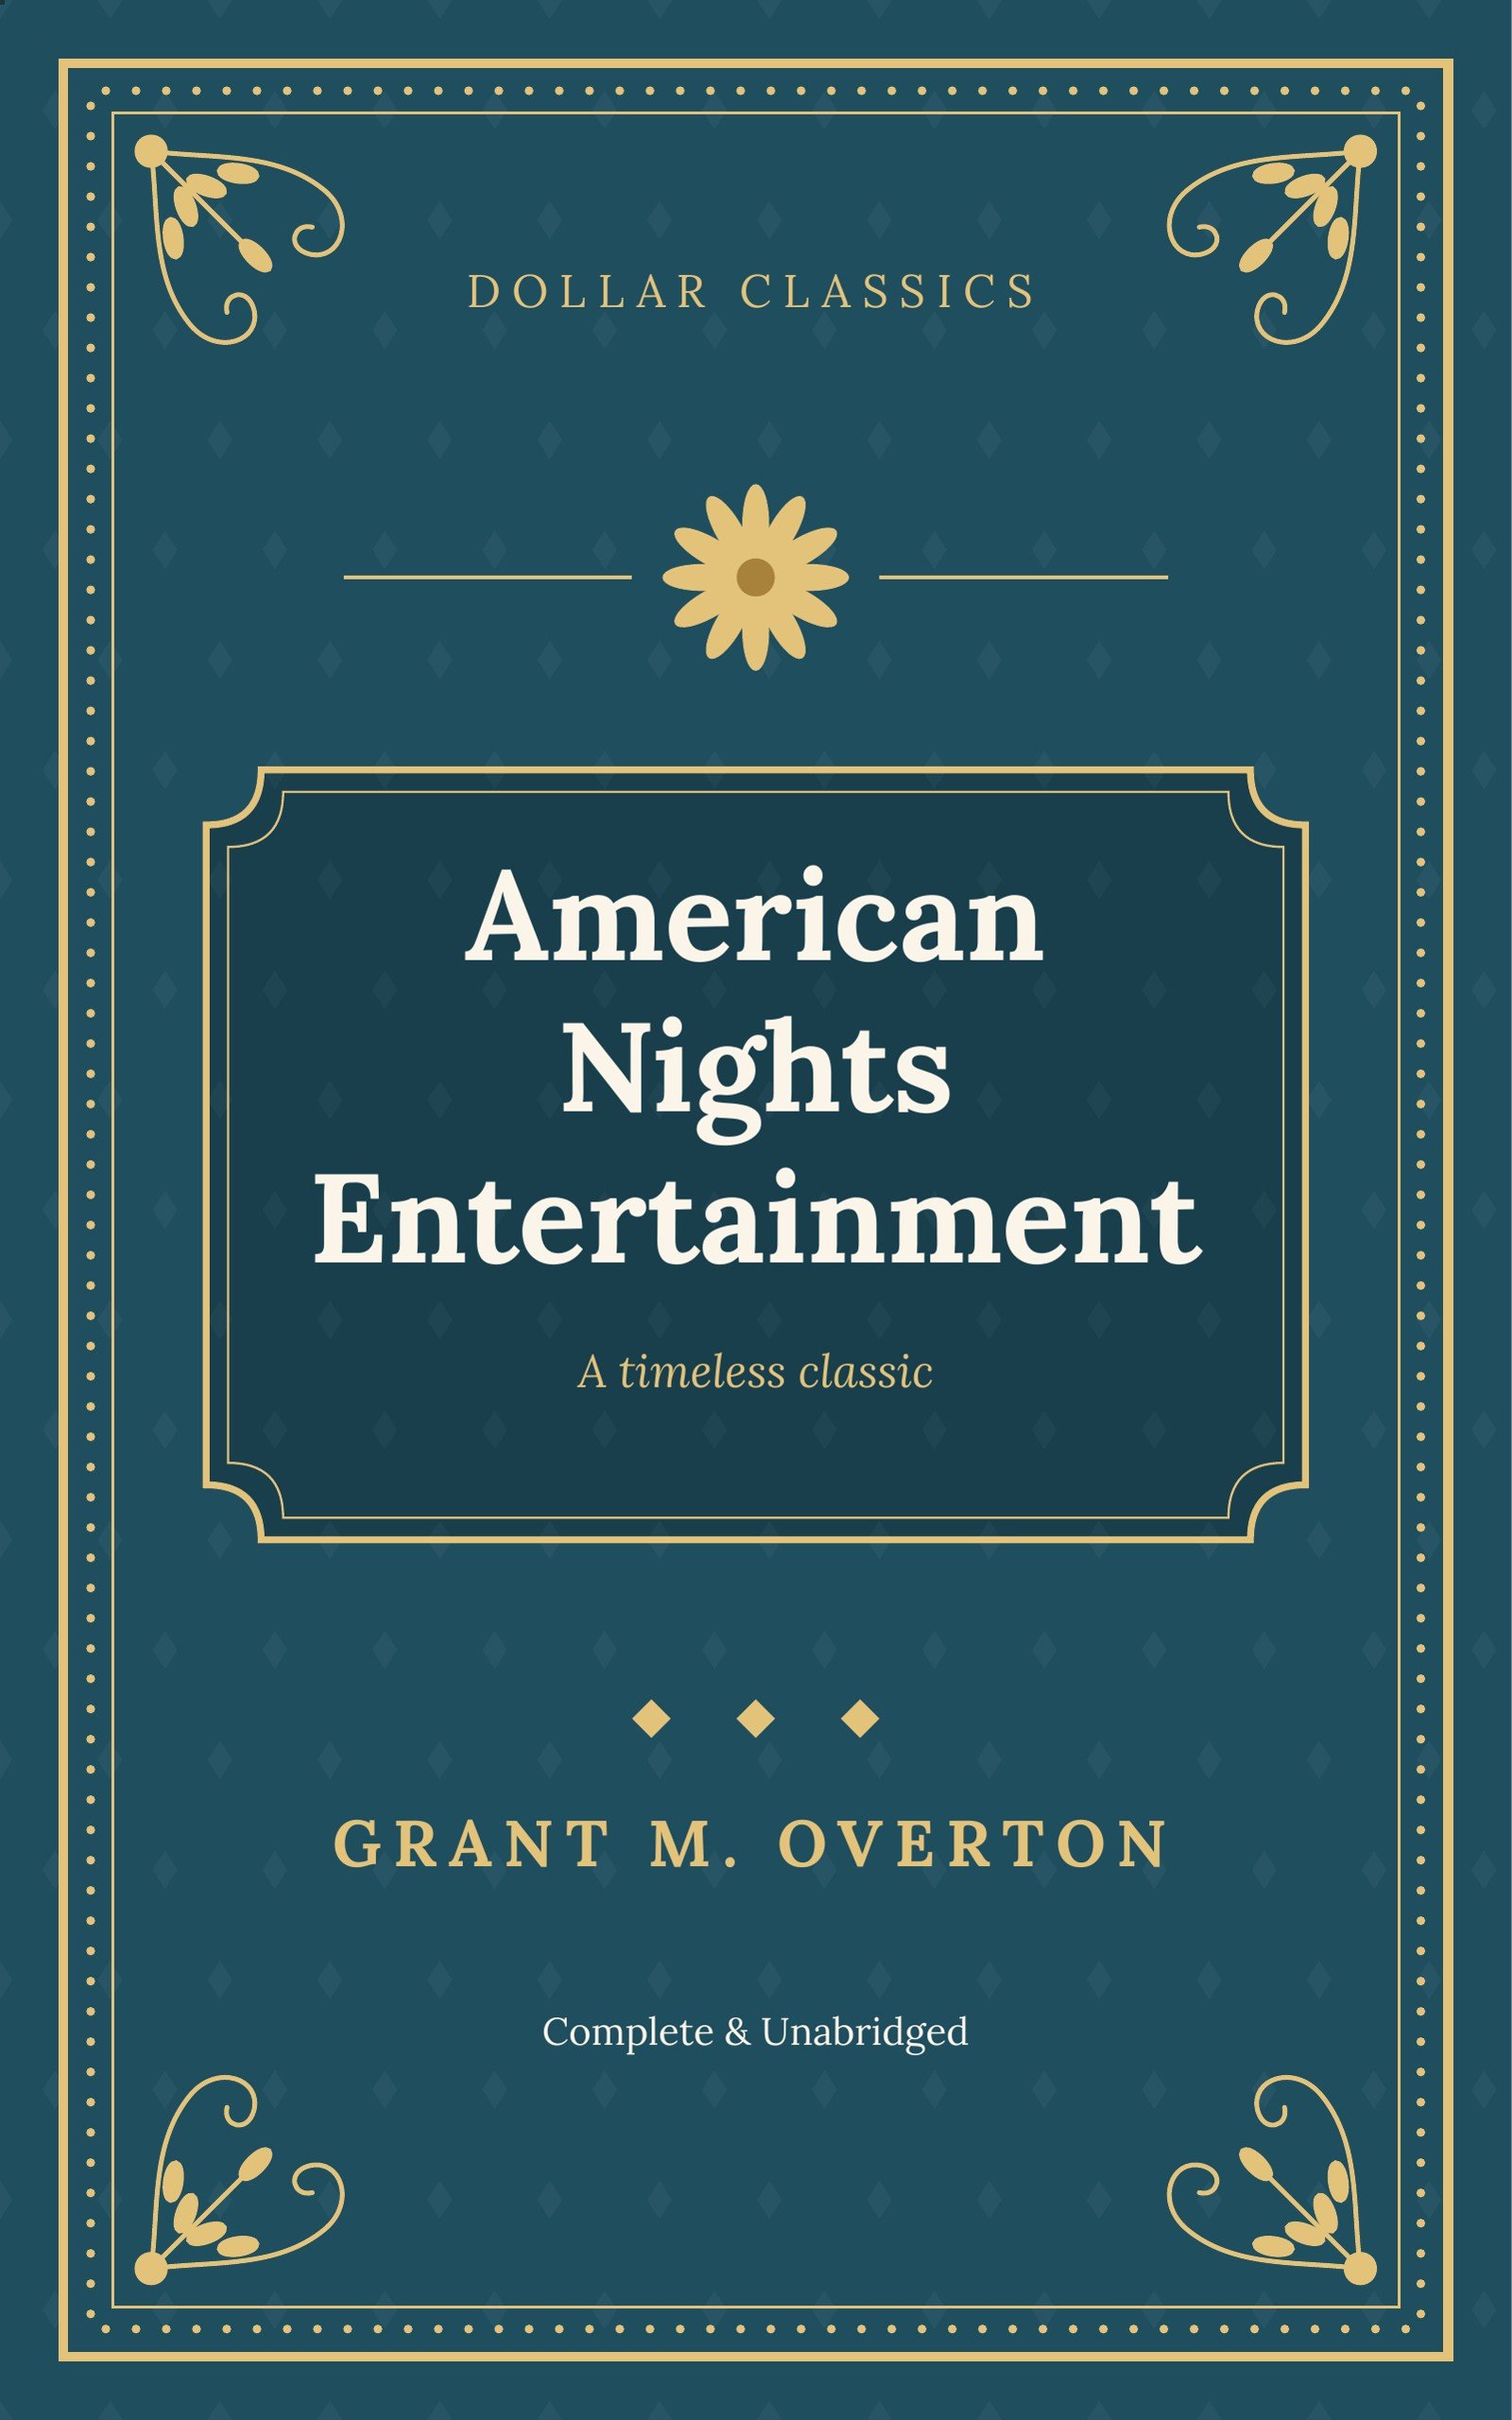 DOLLAR CLASSICS
American
Nights
Entertainment
A timeless classic
GRANT M. OVERTON
Complete & Unabridged